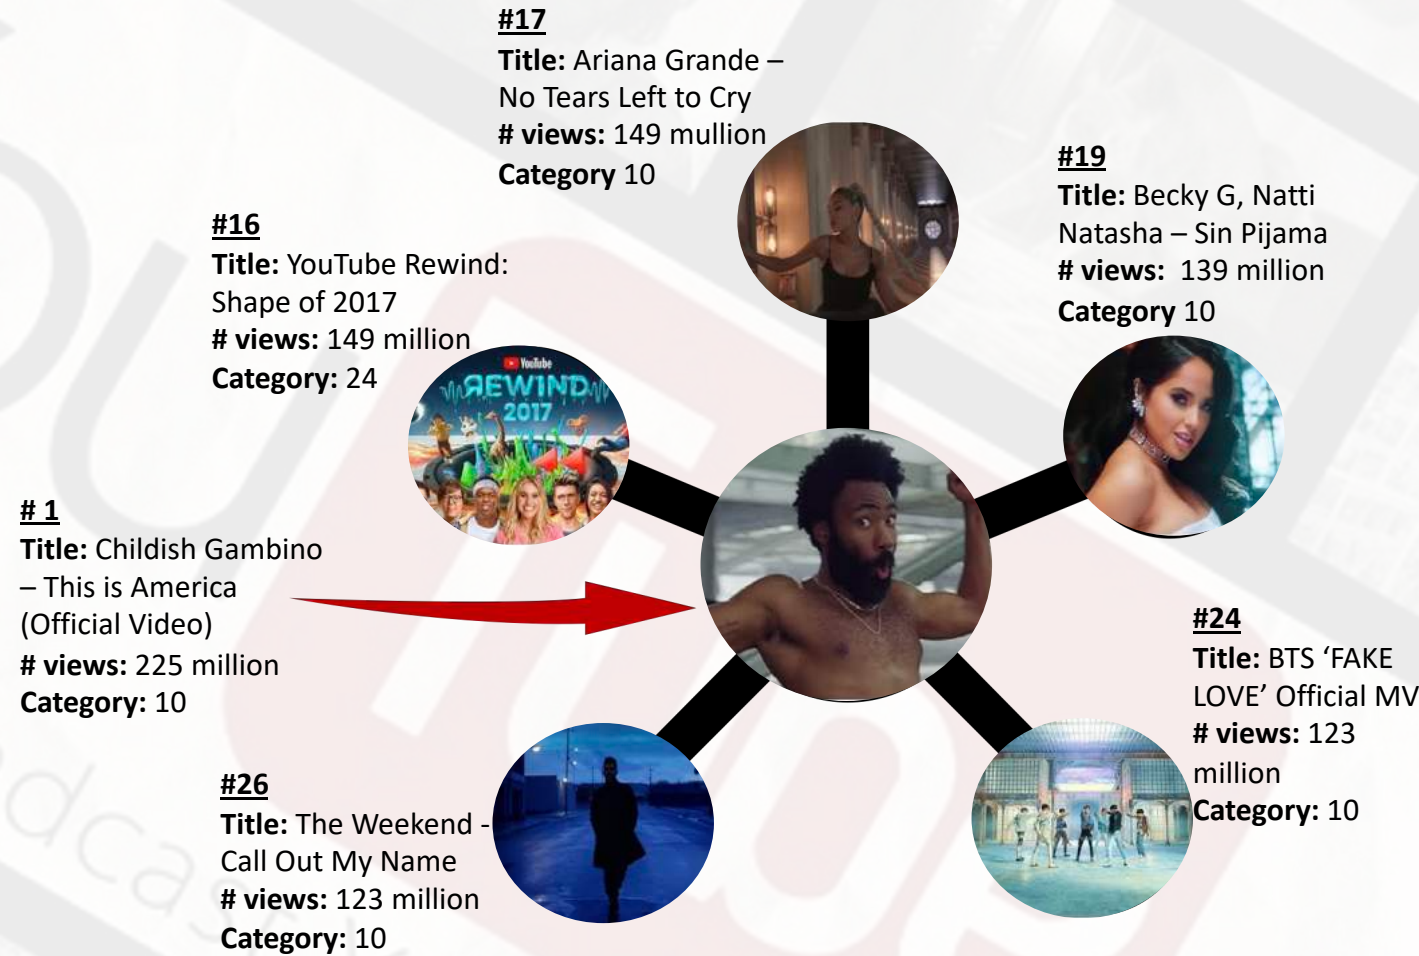 #17
Title: Ariana Grande –
No Tears Left to Cry
# views: 149 mullion
Category 10
#19
Title: Becky G, Natti
Natasha – Sin Pijama
# views:  139 million
Category 10
#16
Title: YouTube Rewind:
Shape of 2017
# views: 149 million
Category: 24
YouTube
REWIND
2017
# 1
Title: Childish Gambino
– This is America
(Official Video)
# views: 225 million
Category: 10
#24
Title: BTS ‘FAKE
LOVE’ Official MV
# views: 123
million
Category: 10
#26
Title: The Weekend -
Call Out My Name
# views: 123 million
Category: 10